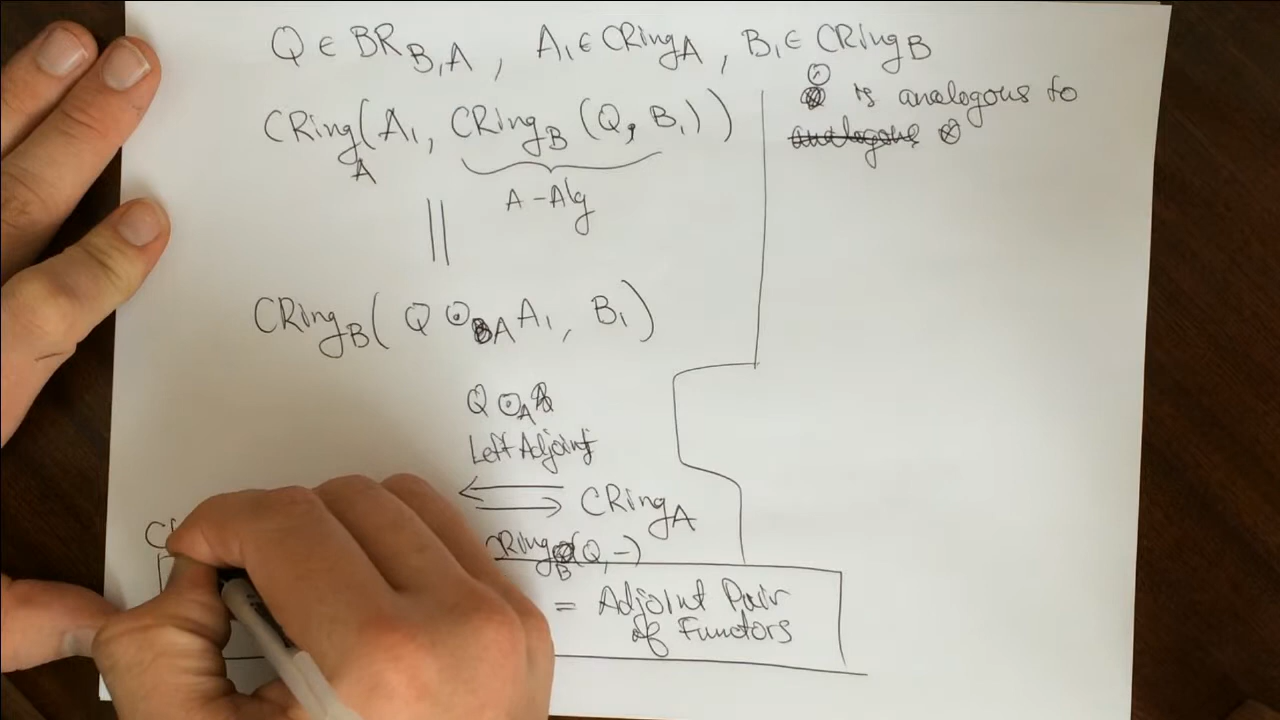 Q ∈ BR_{B,A} , A₁ ∈ CRing_A , B₁ ∈ CRing_B
CRing_A(A₁, CRing_B(Q, B₁))
A-Alg
||
CRing_B(Q ⊙_A A₁, B₁)
Q ⊙_A
Left Adjoint
⇄ CRing_A
CRing_B(Q, -)
= Adjoint Pair
of Functors
⊙ is analogous to
analogous ⊗